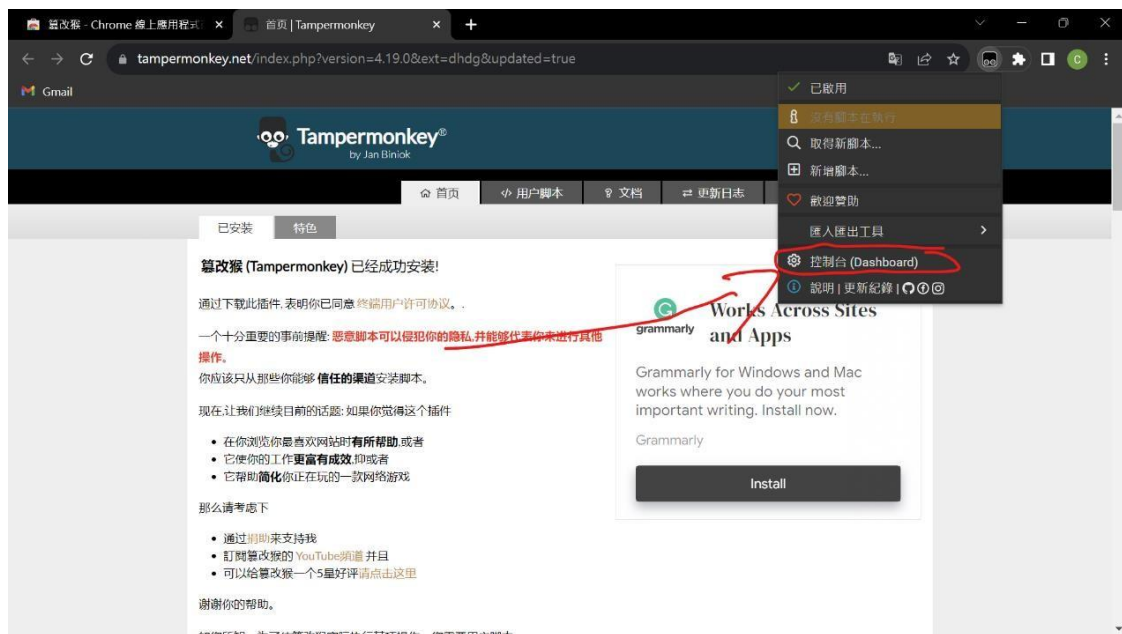 篡改猴 - Chrome 線上應用程式
首页 | Tampermonkey
tampermonkey.net/index.php?version=4.19.0&ext=dhdg&updated=true
C
Gmail
已啟用
沒有腳本在執行
取得新腳本...
新增腳本...
歡迎贊助
匯入匯出工具
控制台 (Dashboard)
說明 | 更新紀錄 |
Tampermonkey®
by Jan Biniok
首页
用户脚本
文档
更新日志
已安装
特色
篡改猴 (Tampermonkey) 已经成功安装!
通过下载此插件, 表明你已同意 终端用户许可协议。.
一个十分重要的事前提醒: 恶意脚本可以侵犯你的隐私,并能够代表你来进行其他
操作。
你应该只从那些你能够 信任的渠道安装脚本。
现在,让我们继续目前的话题: 如果你觉得这个插件
在你浏览你最喜欢网站时有所帮助,或者
它使你的工作更富有成效,抑或者
它帮助简化你正在玩的一款网络游戏
那么请考虑下
通过捐助来支持我
訂閱篡改猴的 YouTube頻道 并且
可以给篡改猴一个5星好评请点击这里
谢谢你的帮助。
grammarly
Works Across Sites
and Apps
Grammarly for Windows and Mac
works where you do your most
important writing. Install now.
Grammarly
Install